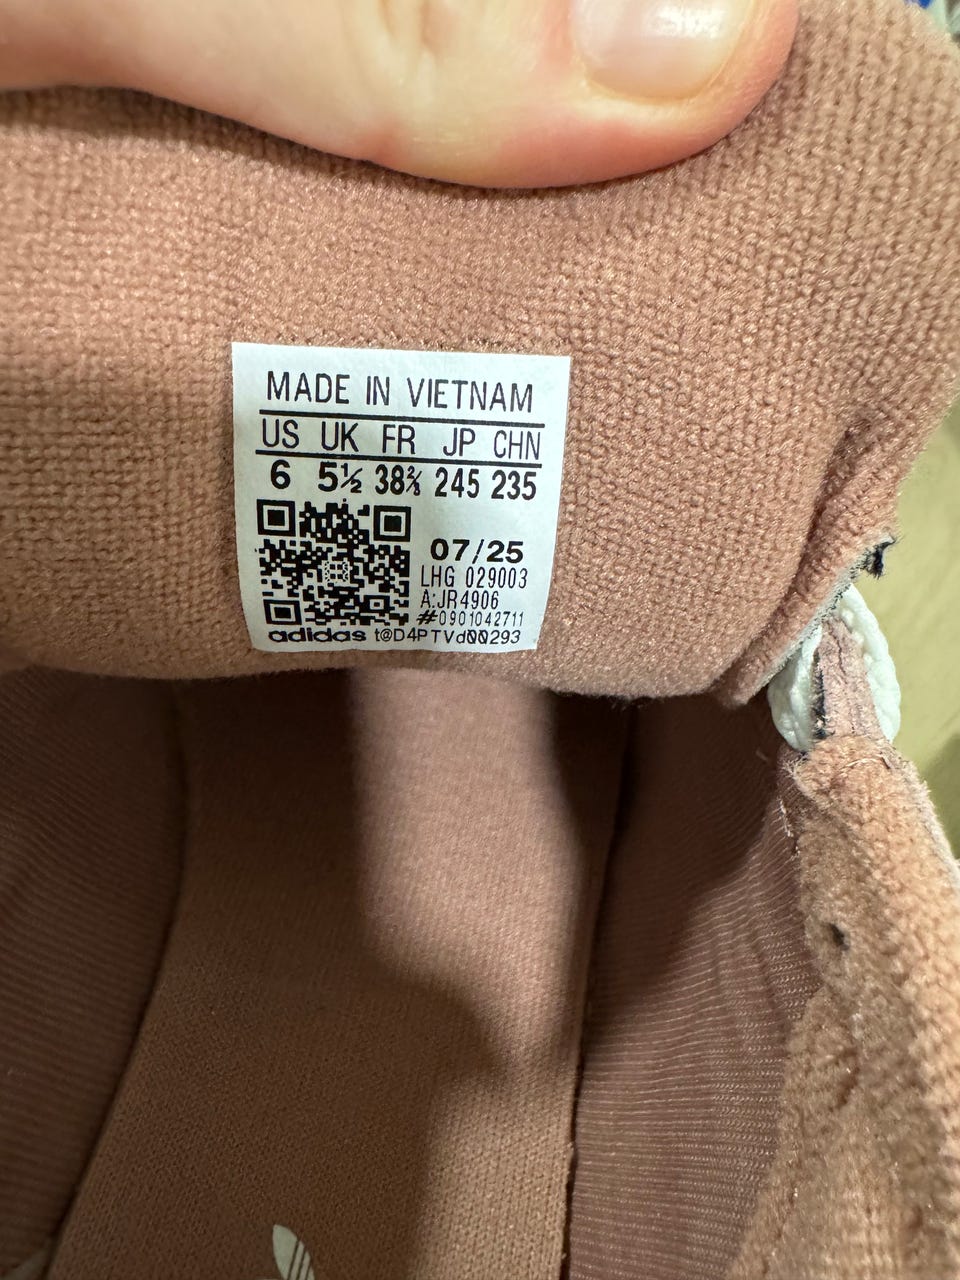 MADE IN VIETNAM
US UK FR JP CHN
6 5½ 38⅔ 245 235
07/25
LHG 029003
A:JR4906
#0901042711
adidas t@D4PTVd00293